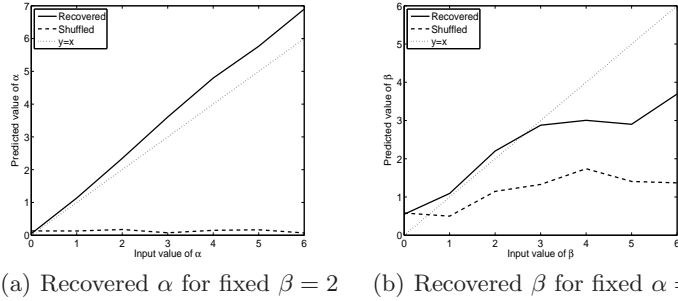 Recovered
Shuffled
y=x
7
6
5
4
3
2
1
0
Predicted value of α
0 1 2 3 4 5 6
Input value of α
(a) Recovered α for fixed β = 2
Recovered
Shuffled
y=x
6
5
4
3
2
1
0
Predicted value of β
0 1 2 3 4 5 6
Input value of β
(b) Recovered β for fixed α =